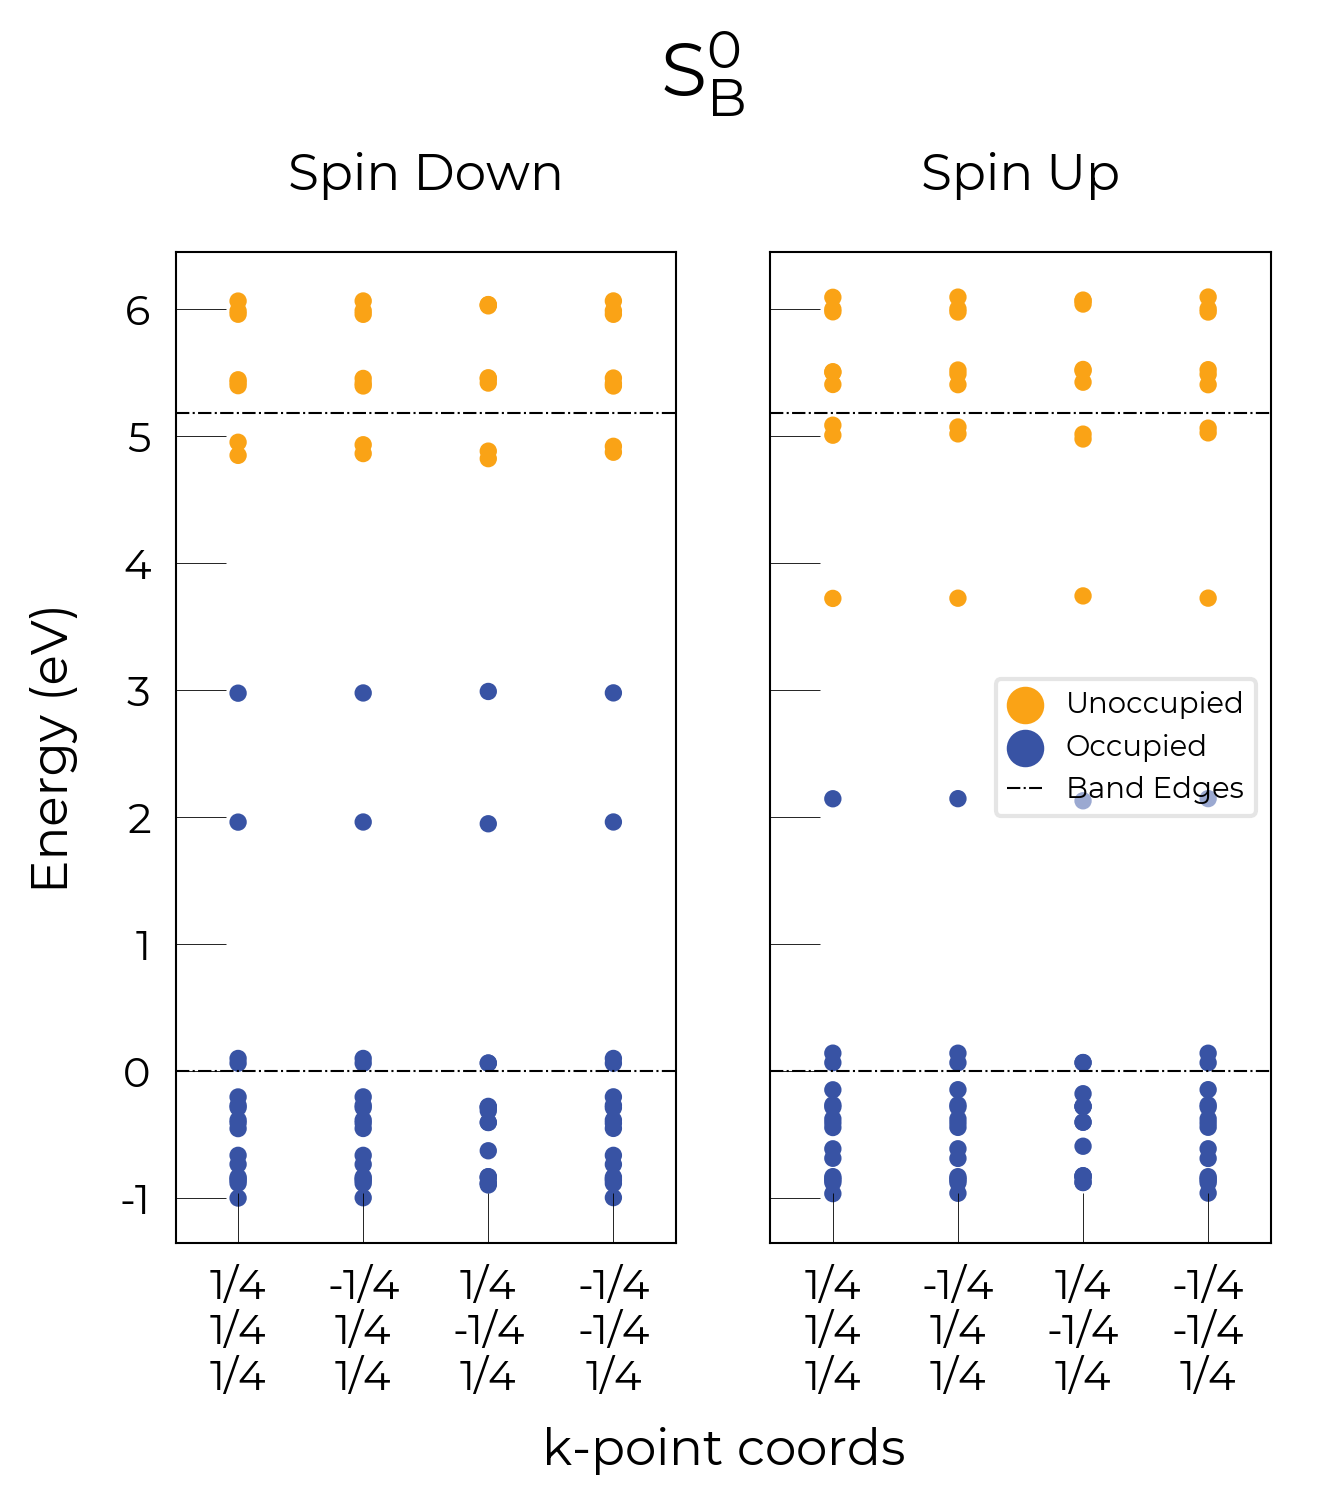 S⁰_B
Spin Down
Spin Up
6
5
4
3
2
1
0
-1
Energy (eV)
Unoccupied
Occupied
Band Edges
1/4 -1/4 1/4 -1/4 1/4 -1/4 1/4 -1/4
1/4 1/4 -1/4 -1/4 1/4 1/4 -1/4 -1/4
1/4 1/4 1/4 1/4 1/4 1/4 1/4 1/4
k-point coords